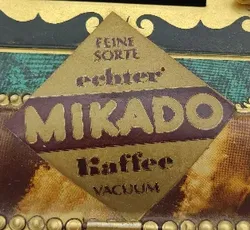 FEINE
SORTE
echter
MIKADO
Kaffee
VACUUM